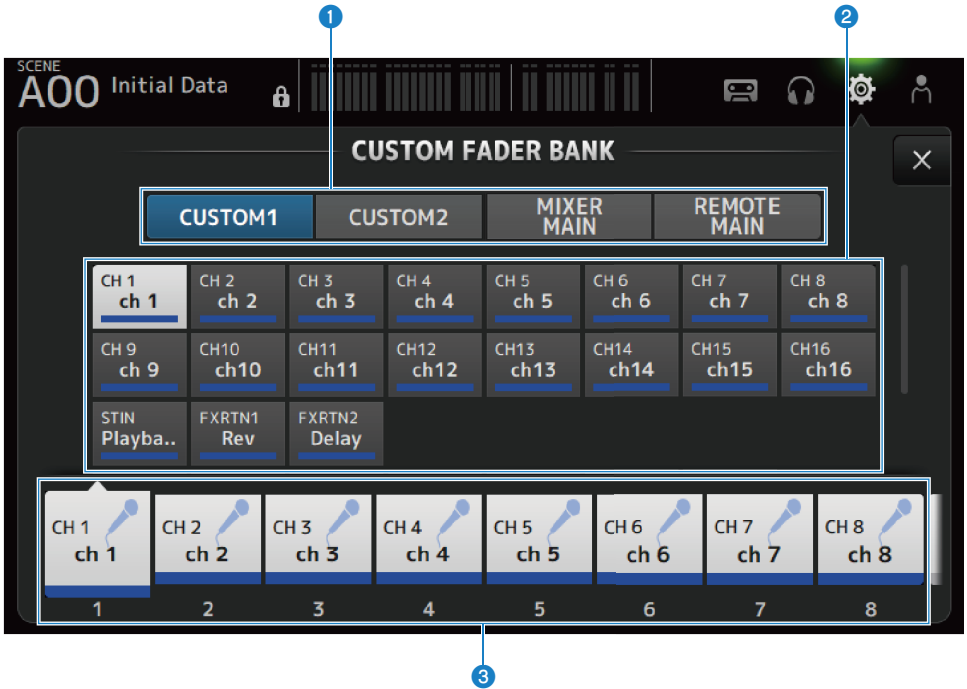 1 2
SCENE
A00 Initial Data
CUSTOM FADER BANK
CUSTOM1 CUSTOM2 MIXER MAIN REMOTE MAIN
CH 1 CH 2 CH 3 CH 4 CH 5 CH 6 CH 7 CH 8
ch 1 ch 2 ch 3 ch 4 ch 5 ch 6 ch 7 ch 8
CH 9 CH10 CH11 CH12 CH13 CH14 CH15 CH16
ch 9 ch10 ch11 ch12 ch13 ch14 ch15 ch16
STIN FXRTN1 FXRTN2
Playba.. Rev Delay
CH 1 CH 2 CH 3 CH 4 CH 5 CH 6 CH 7 CH 8
ch 1 ch 2 ch 3 ch 4 ch 5 ch 6 ch 7 ch 8
1 2 3 4 5 6 7 8
3